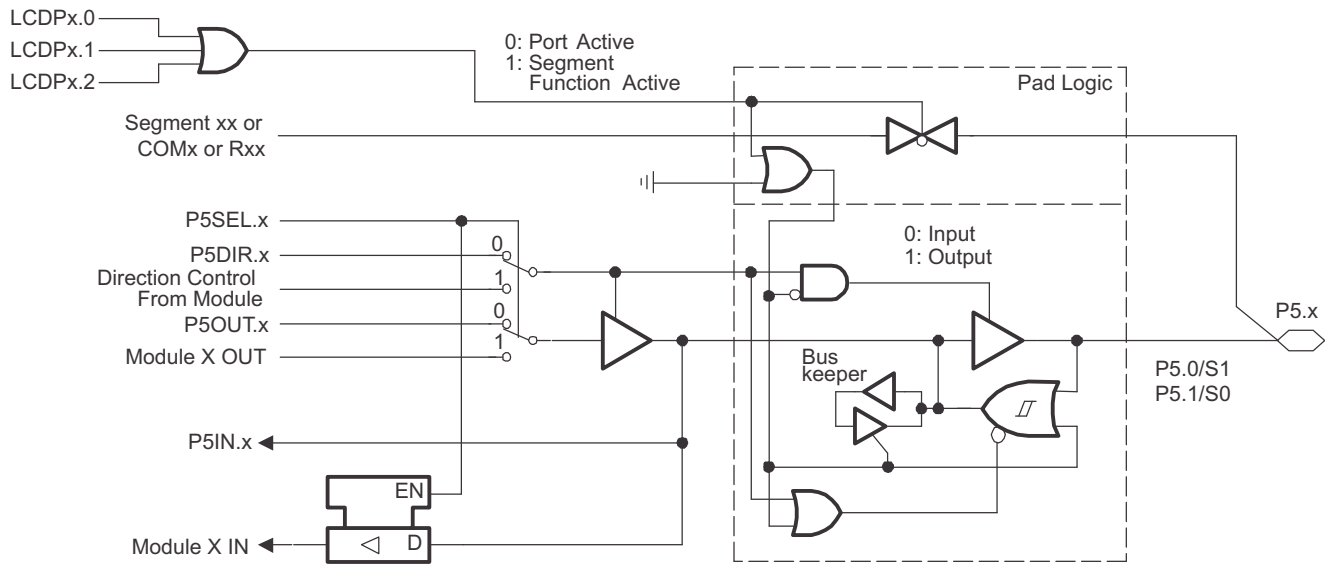 LCDPx.0
LCDPx.1
LCDPx.2
0: Port Active
1: Segment
Function Active
Pad Logic
Segment xx or
COMx or Rxx
P5SEL.x
0: Input
1: Output
P5DIR.x
0
Direction Control
From Module
1
P5OUT.x
0
Module X OUT
1
P5.x
Bus
keeper
P5.0/S1
P5.1/S0
P5IN.x
EN
Module X IN
D